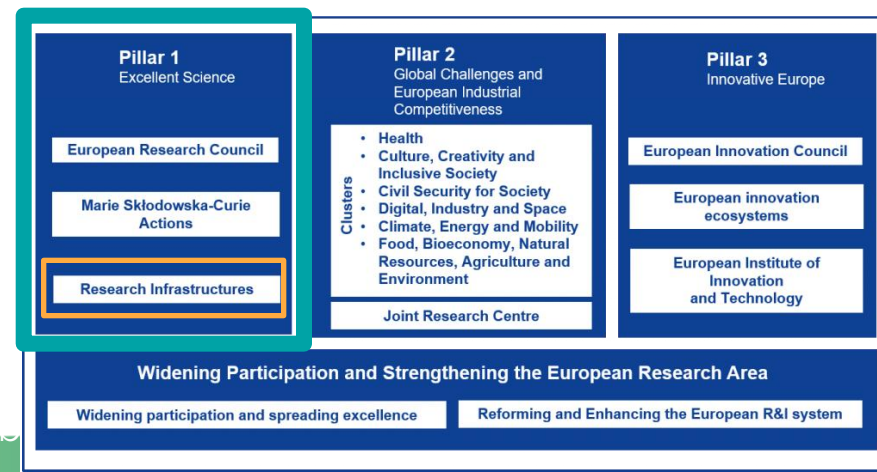 Pillar 1
Excellent Science
European Research Council
Marie Skłodowska-Curie
Actions
Research Infrastructures
Pillar 2
Global Challenges and
European Industrial
Competitiveness
Clusters
• Health
• Culture, Creativity and
Inclusive Society
• Civil Security for Society
• Digital, Industry and Space
• Climate, Energy and Mobility
• Food, Bioeconomy, Natural
Resources, Agriculture and
Environment
Joint Research Centre
Pillar 3
Innovative Europe
European Innovation Council
European innovation
ecosystems
European Institute of
Innovation
and Technology
Widening Participation and Strengthening the European Research Area
Widening participation and spreading excellence
Reforming and Enhancing the European R&I system